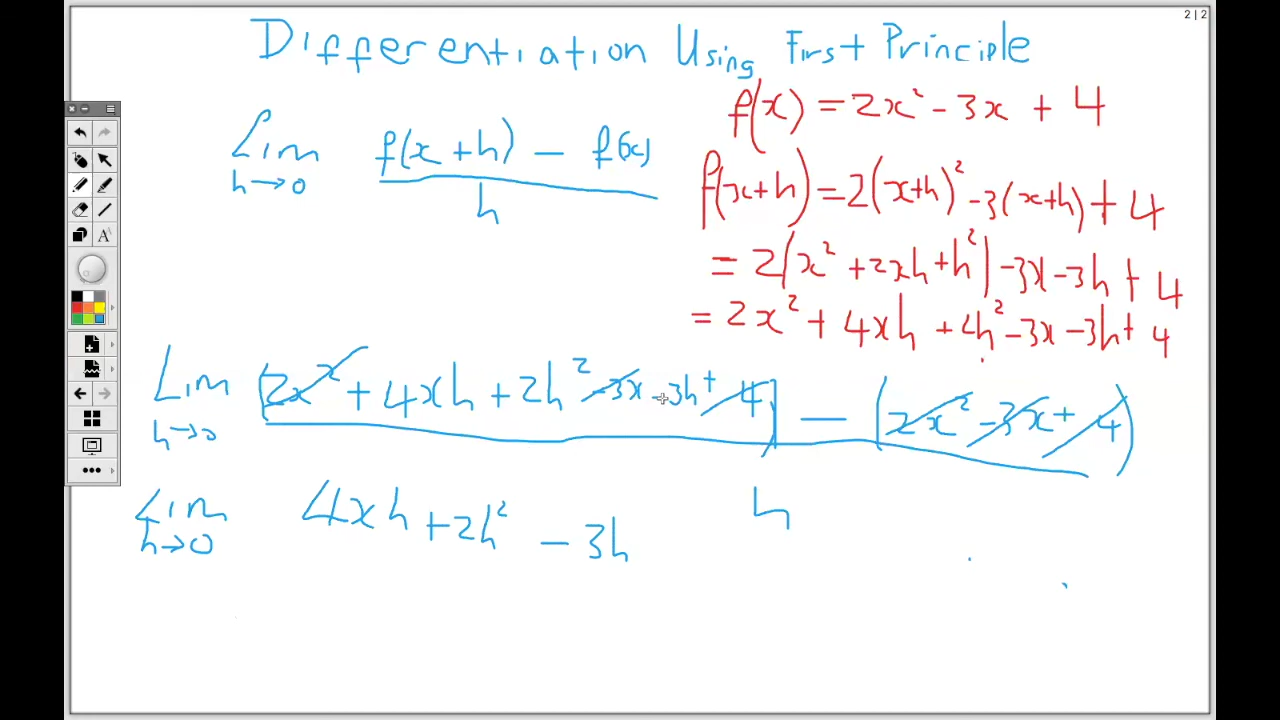 2 | 2
Differentiation Using First Principle
f(x) = 2x² - 3x + 4
Lim h→0 f(x+h) - f(x) / h
f(x+h) = 2(x+h)² - 3(x+h) + 4
= 2(x² + 2xh + h²) - 3x - 3h + 4
= 2x² + 4xh + 2h² - 3x - 3h + 4
Lim h→0 [2x² + 4xh + 2h² - 3x - 3h + 4] - (2x² - 3x + 4)
h
Lim h→0 4xh + 2h² - 3h